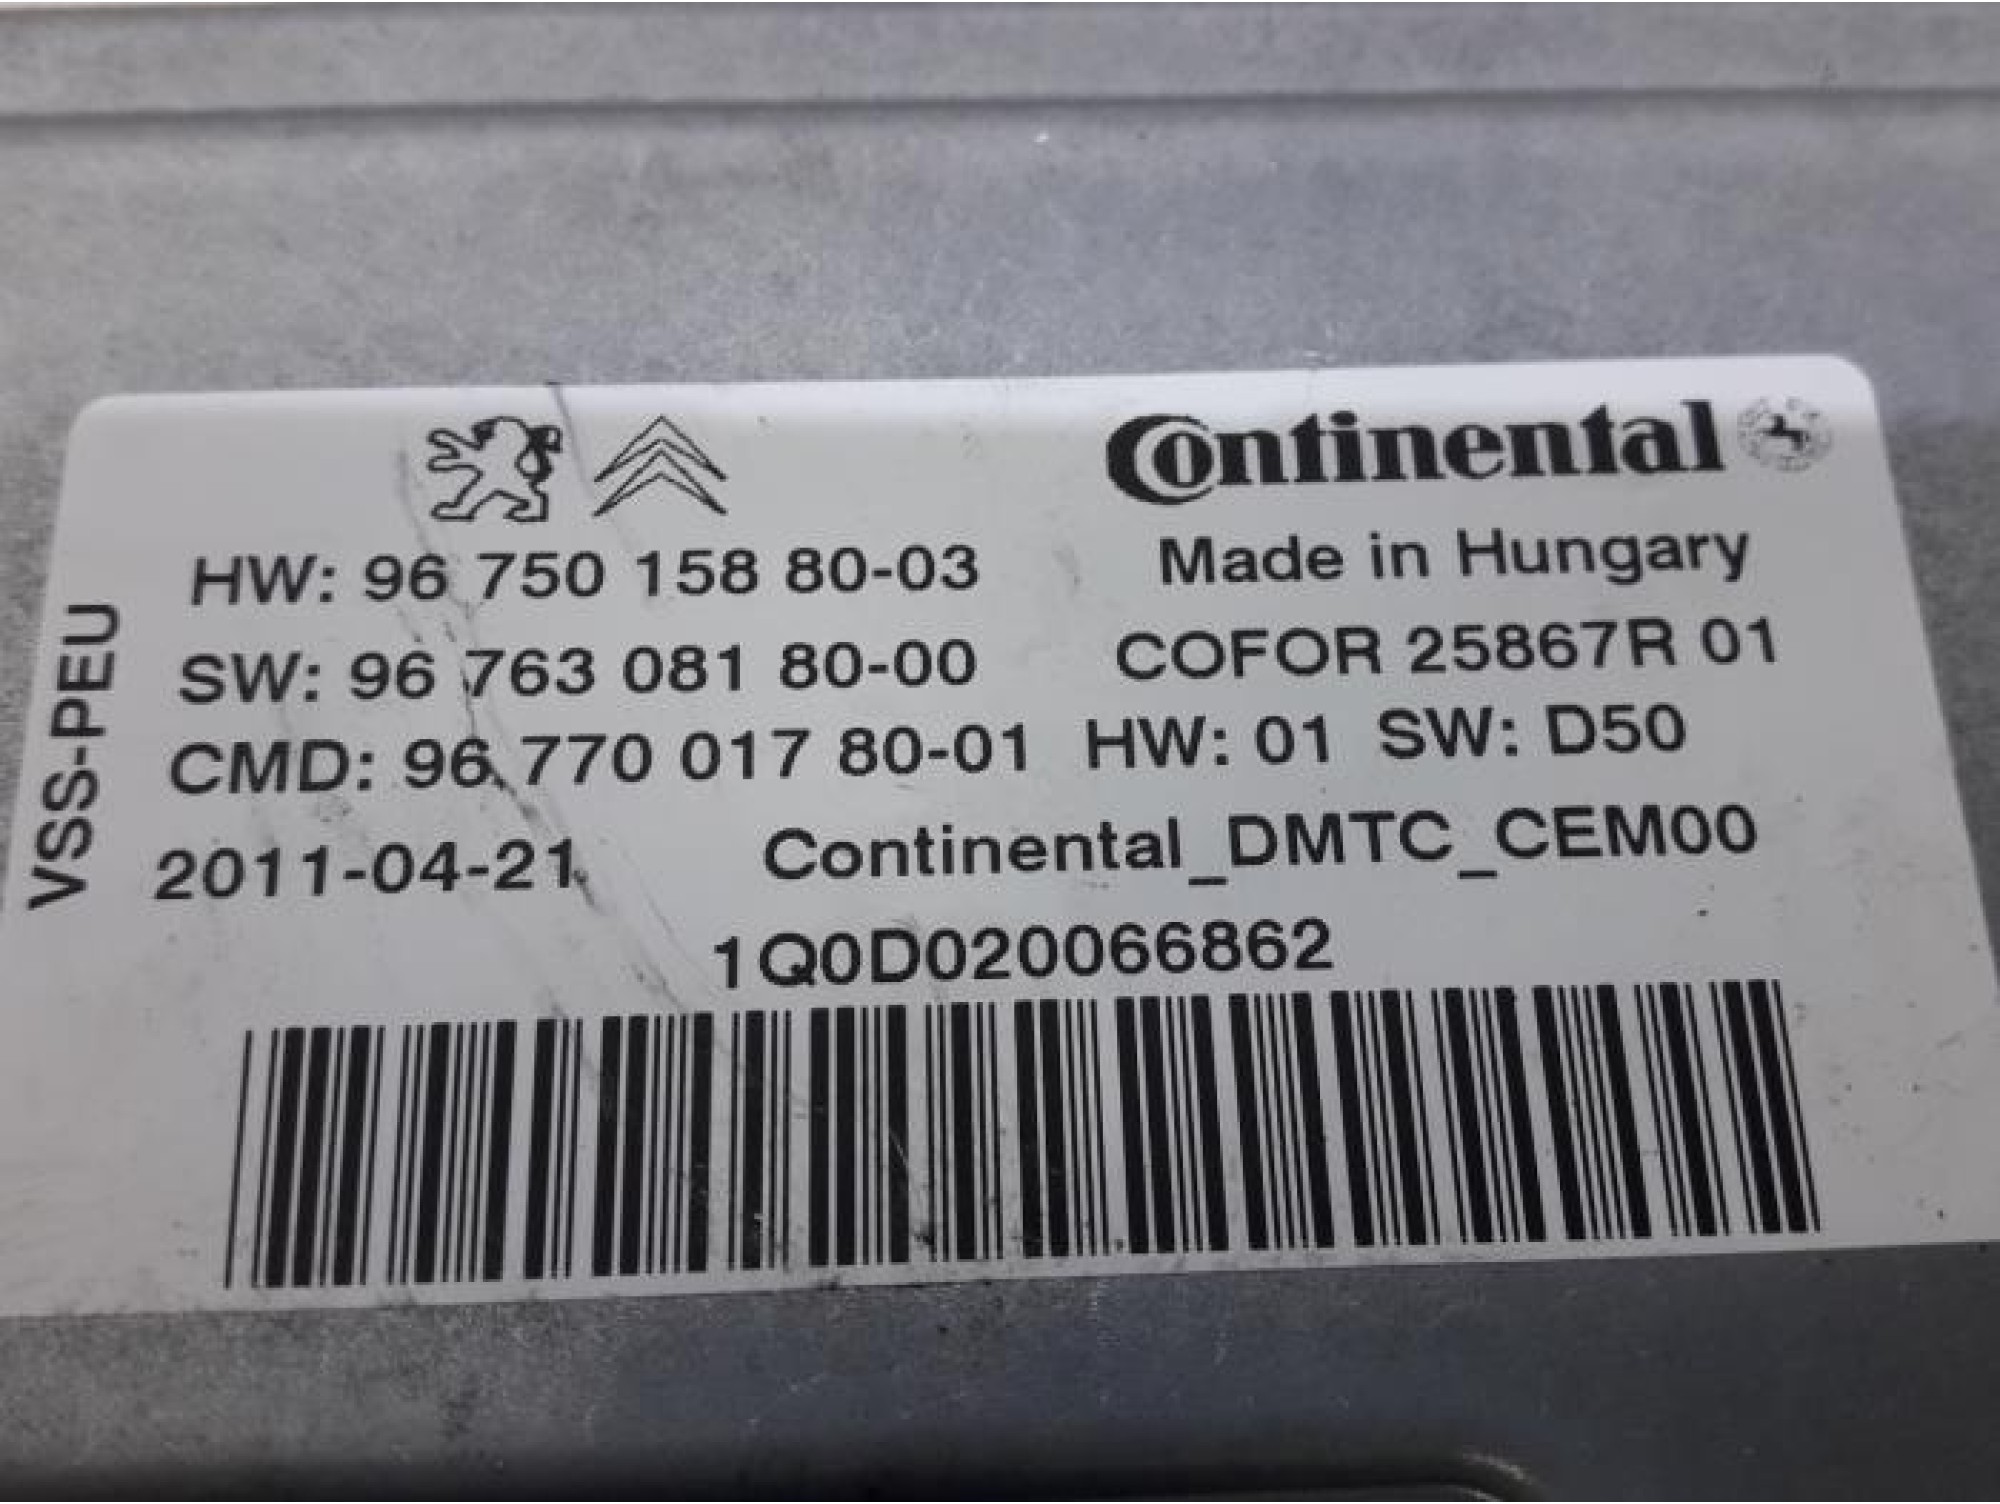 Continental
HW: 96 750 158 80-03
Made in Hungary
SW: 96 763 081 80-00
COFOR 25867R 01
CMD: 96 770 017 80-01 HW: 01 SW: D50
2011-04-21 Continental_DMTC_CEM00
1Q0D020066862
VSS-PEU